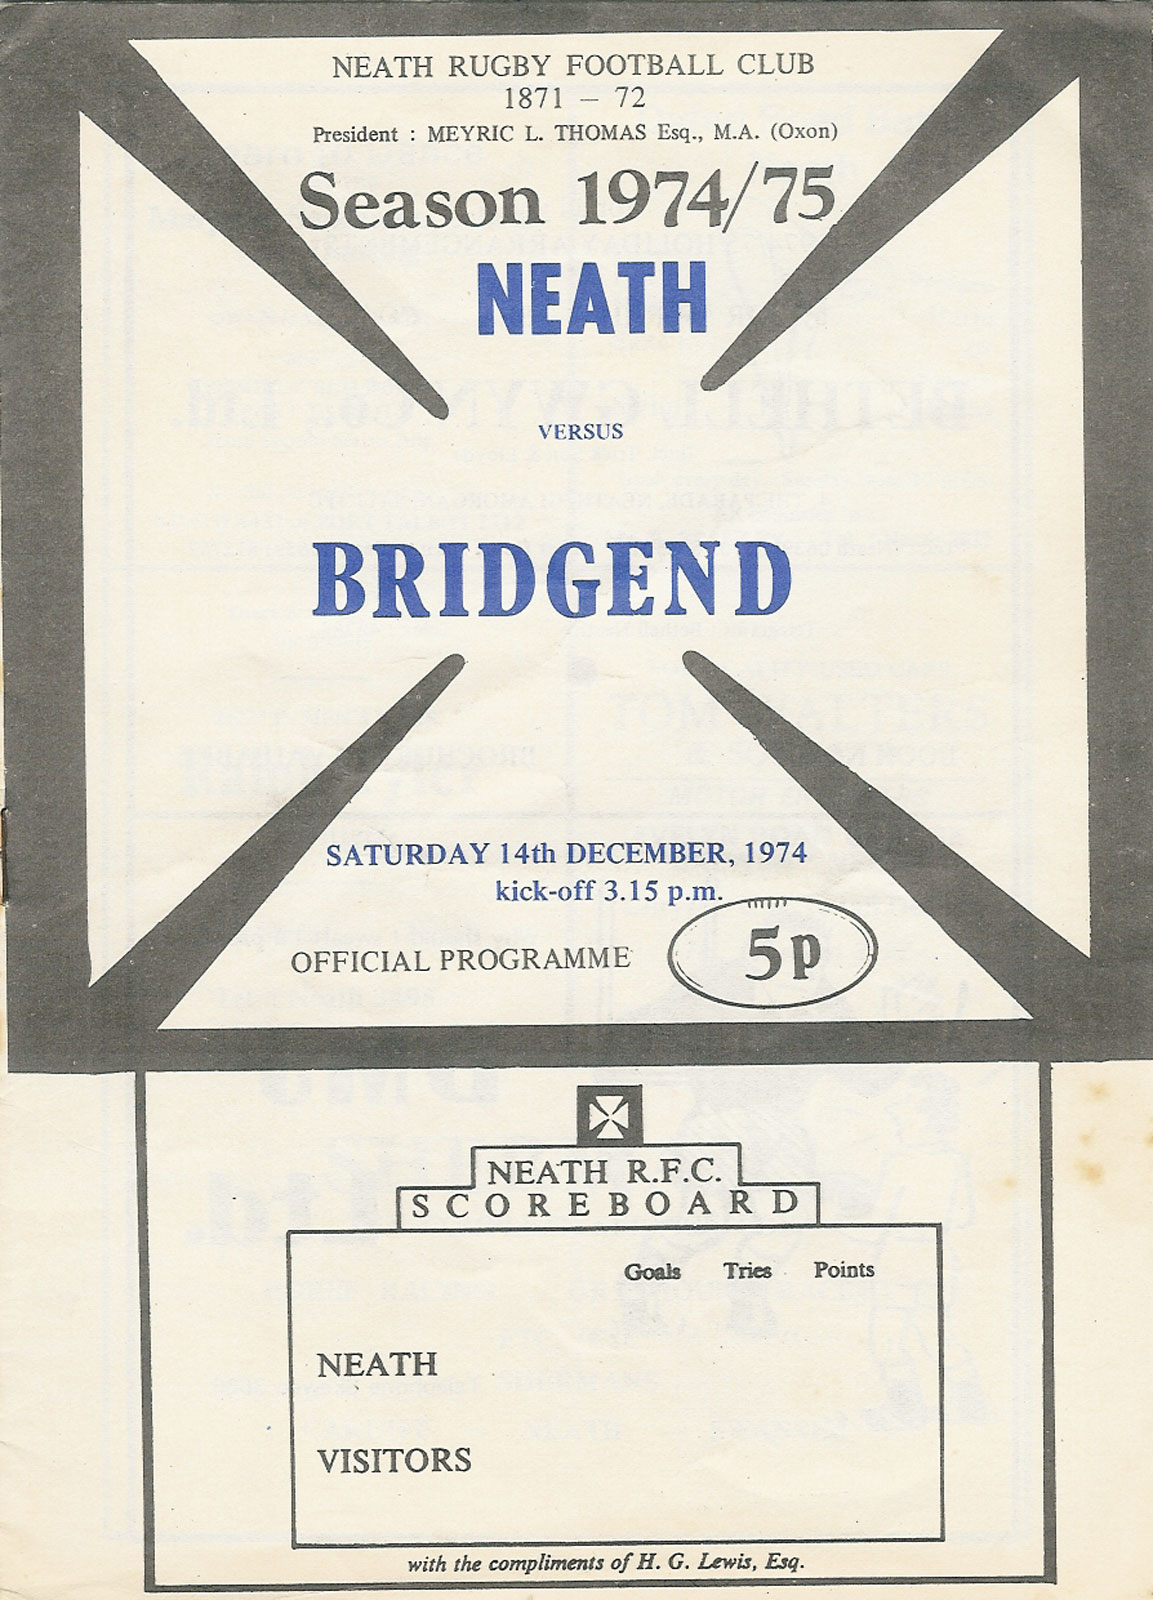 NEATH RUGBY FOOTBALL CLUB
1871 – 72
President : MEYRIC L. THOMAS Esq., M.A. (Oxon)
Season 1974/75
NEATH
VERSUS
BRIDGEND
SATURDAY 14th DECEMBER, 1974
kick-off 3.15 p.m.
OFFICIAL PROGRAMME 5p
NEATH R.F.C.
SCOREBOARD
Goals Tries Points
NEATH
VISITORS
with the compliments of H. G. Lewis, Esq.